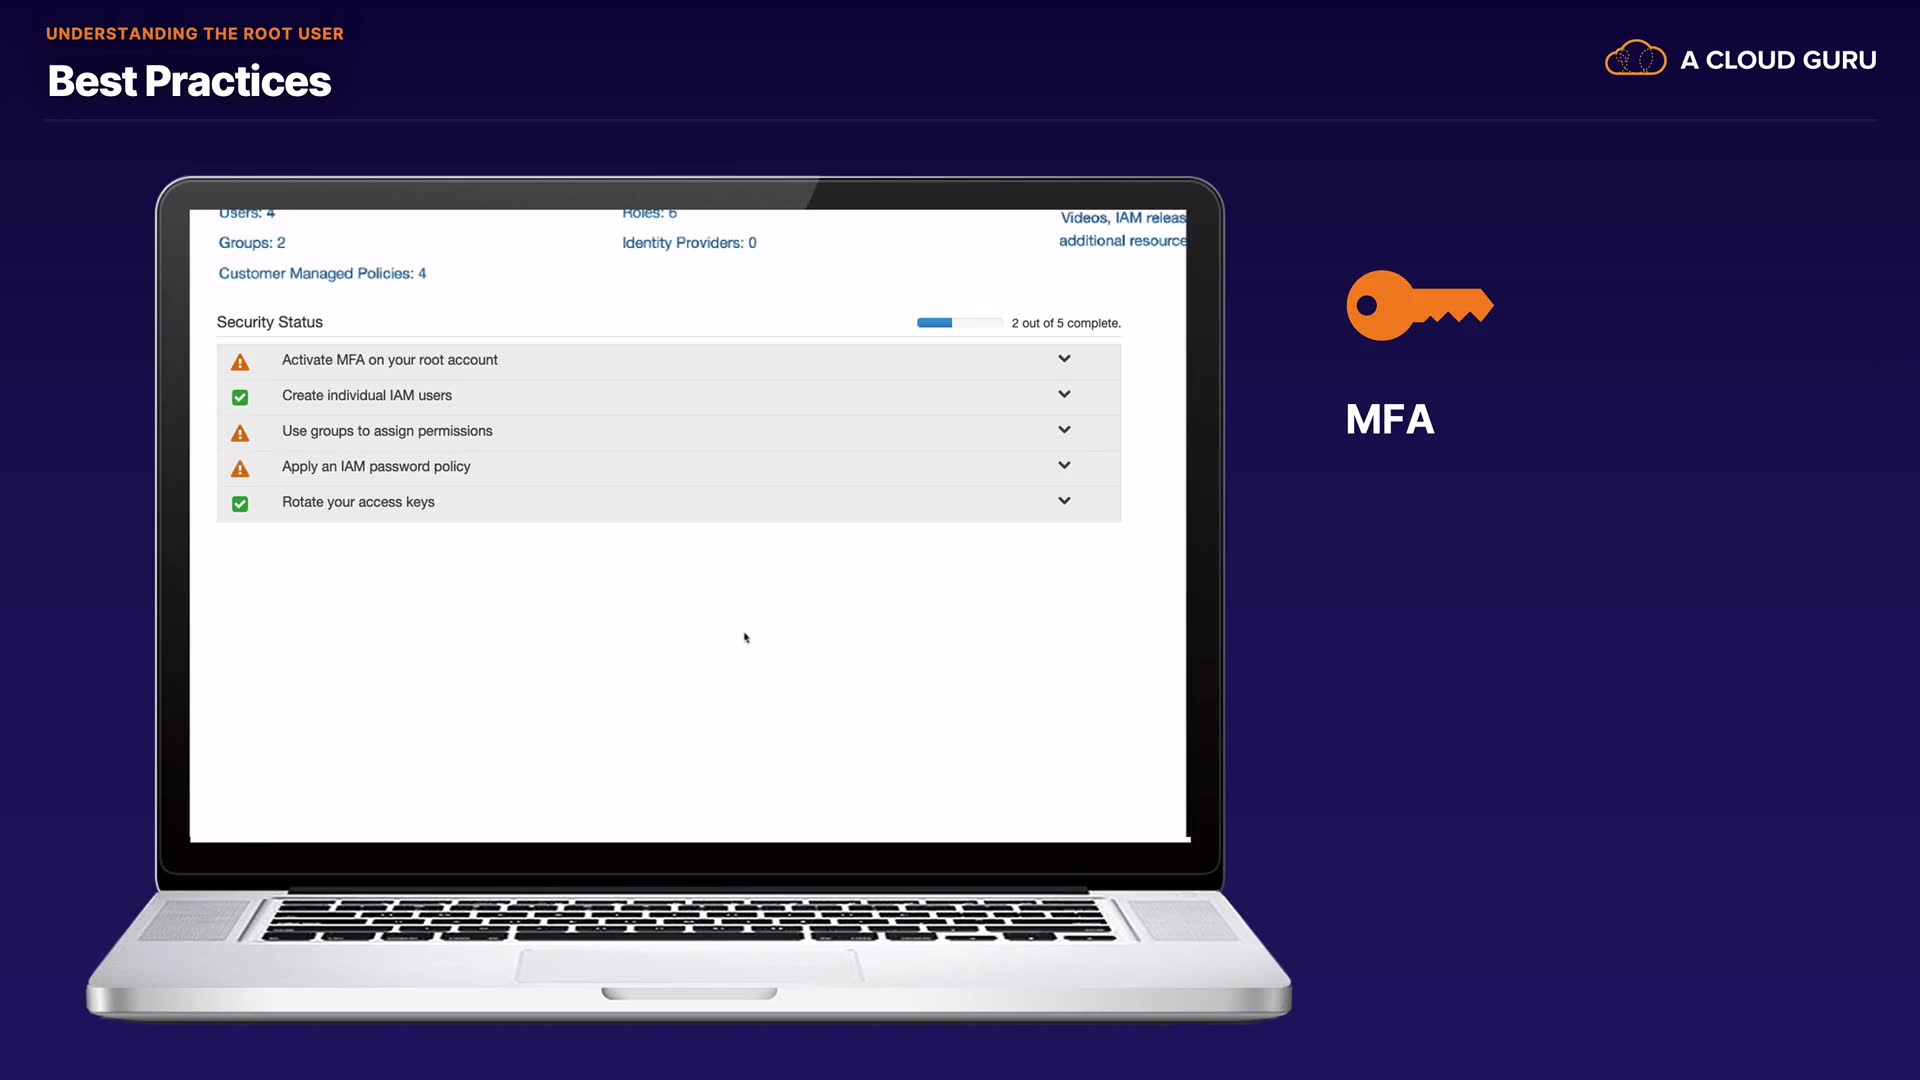 UNDERSTANDING THE ROOT USER
Best Practices
A CLOUD GURU
Users: 4
Roles: 6
Videos, IAM releas
Groups: 2
Identity Providers: 0
additional resource
Customer Managed Policies: 4
Security Status
2 out of 5 complete.
Activate MFA on your root account
Create individual IAM users
Use groups to assign permissions
Apply an IAM password policy
Rotate your access keys
MFA